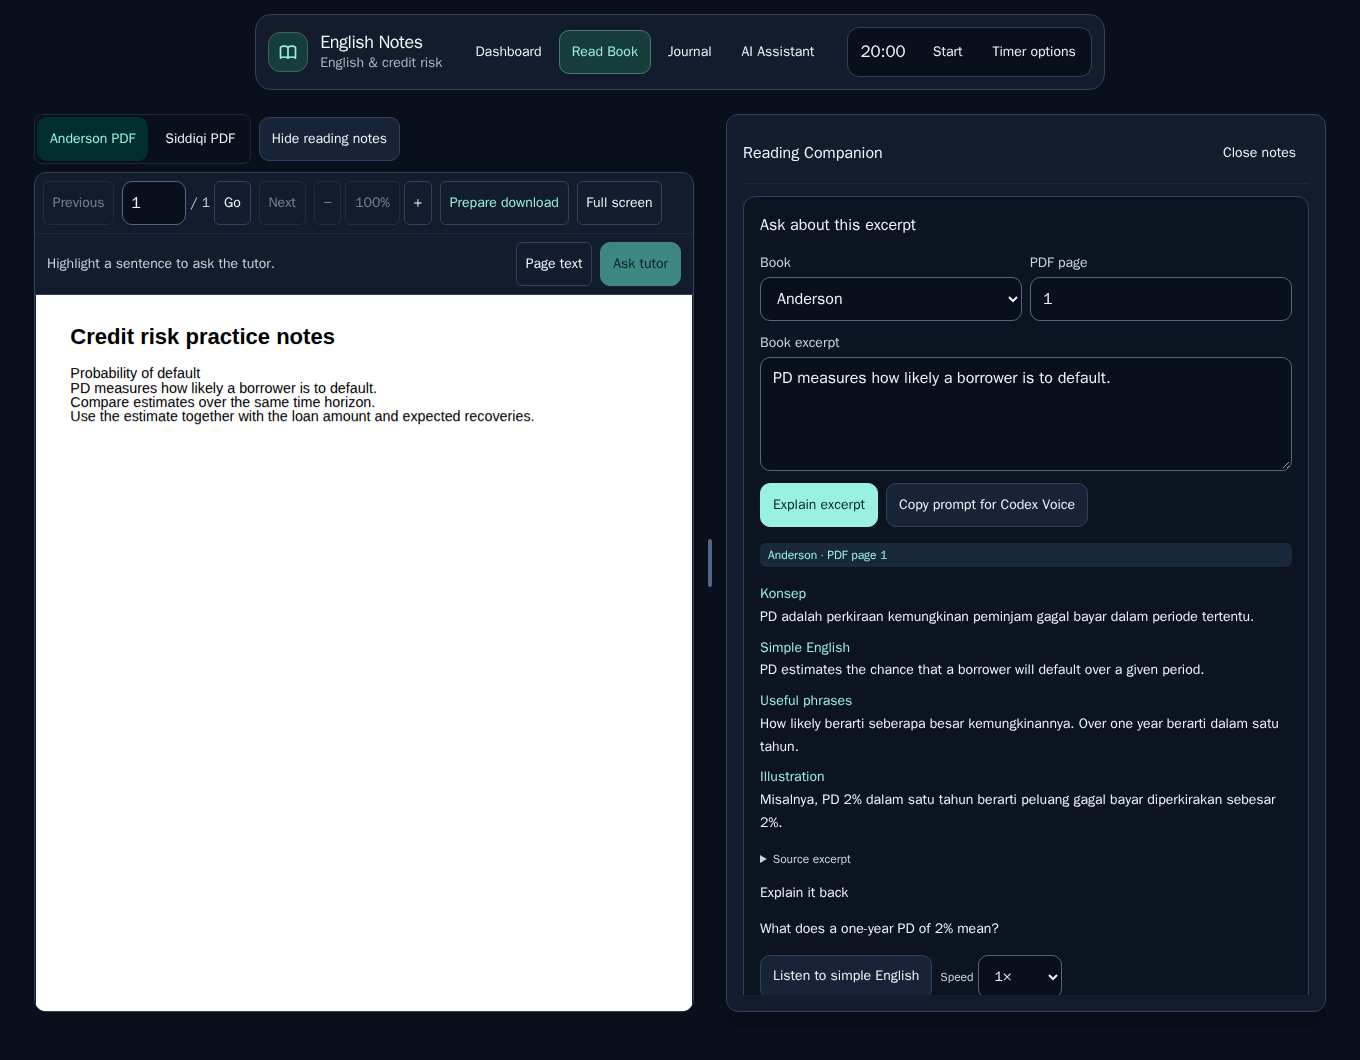 English Notes
English & credit risk
Dashboard
Read Book
Journal
AI Assistant
20:00
Start
Timer options
Anderson PDF
Siddiqi PDF
Hide reading notes
Previous
1
/ 1
Go
Next
−
100%
+
Prepare download
Full screen
Highlight a sentence to ask the tutor.
Page text
Ask tutor
Credit risk practice notes
Probability of default
PD measures how likely a borrower is to default.
Compare estimates over the same time horizon.
Use the estimate together with the loan amount and expected recoveries.
Reading Companion
Close notes
Ask about this excerpt
Book
PDF page
Anderson
1
Book excerpt
PD measures how likely a borrower is to default.
Explain excerpt
Copy prompt for Codex Voice
Anderson · PDF page 1
Konsep
PD adalah perkiraan kemungkinan peminjam gagal bayar dalam periode tertentu.
Simple English
PD estimates the chance that a borrower will default over a given period.
Useful phrases
How likely berarti seberapa besar kemungkinannya. Over one year berarti dalam satu
tahun.
Illustration
Misalnya, PD 2% dalam satu tahun berarti peluang gagal bayar diperkirakan sebesar
2%.
Source excerpt
Explain it back
What does a one-year PD of 2% mean?
Listen to simple English
Speed
1×